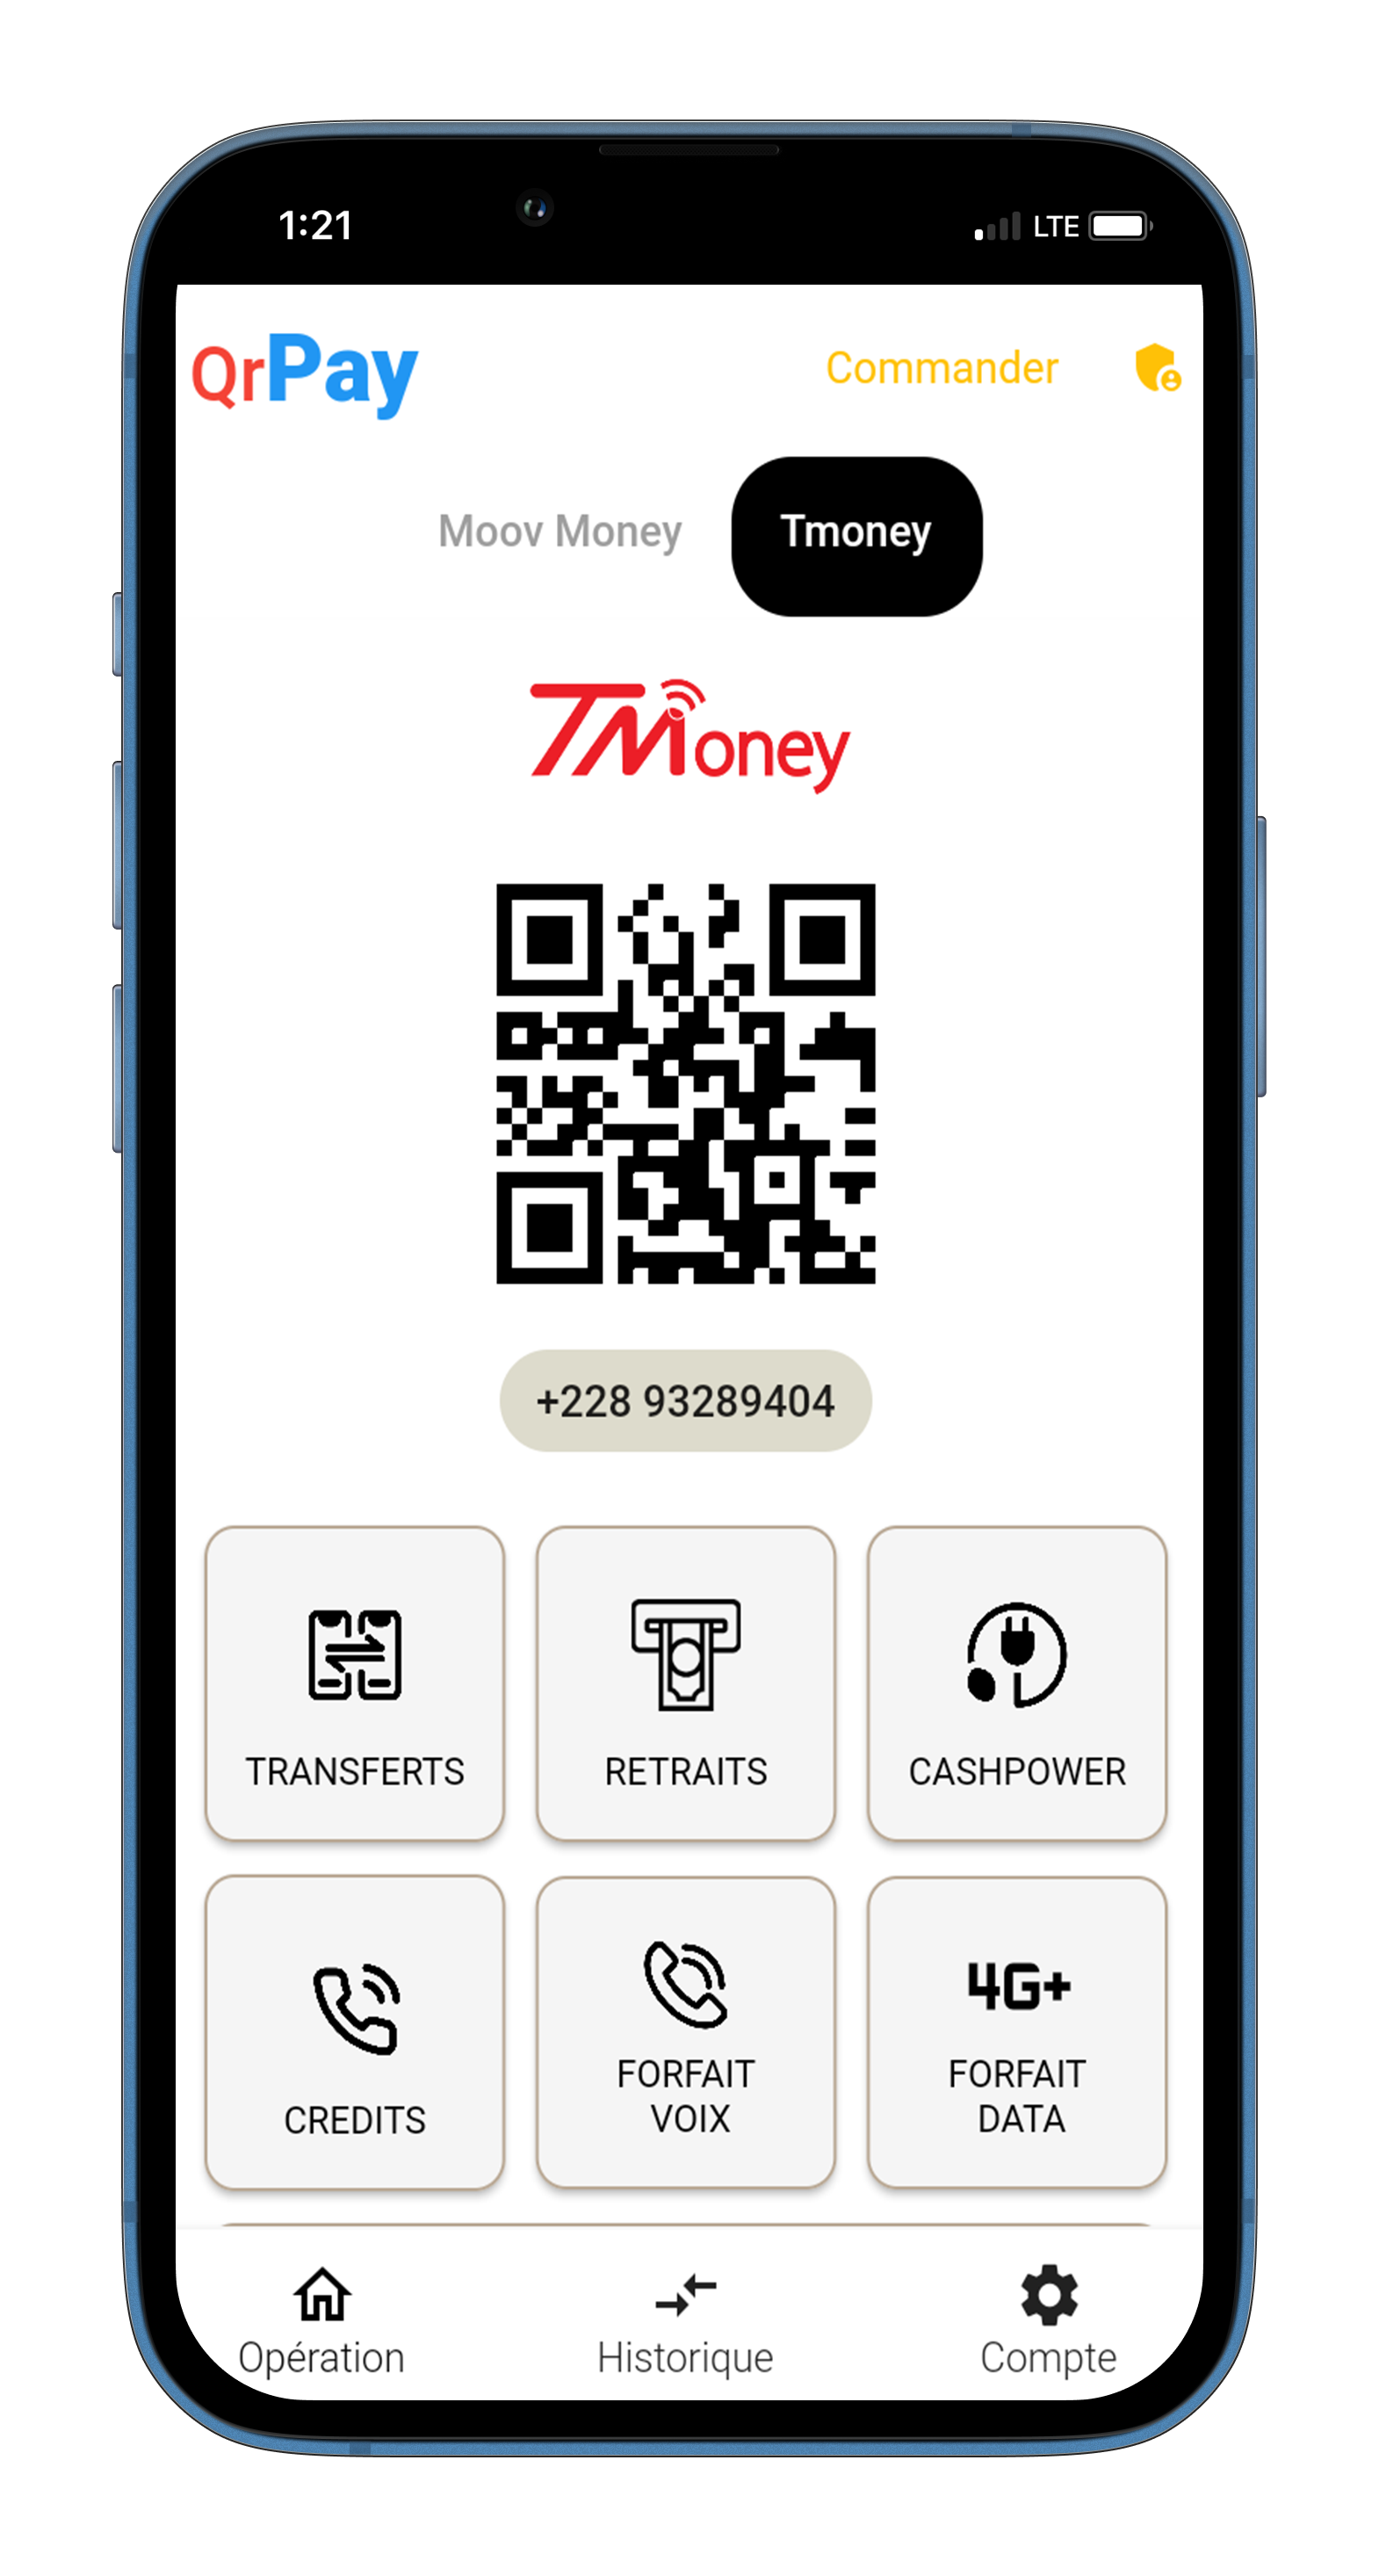 1:21 LTE
QrPay Commander
Moov Money Tmoney
TMoney
+228 93289404
TRANSFERTS RETRAITS CASHPOWER
4G+
CREDITS FORFAIT VOIX FORFAIT DATA
Opération Historique Compte